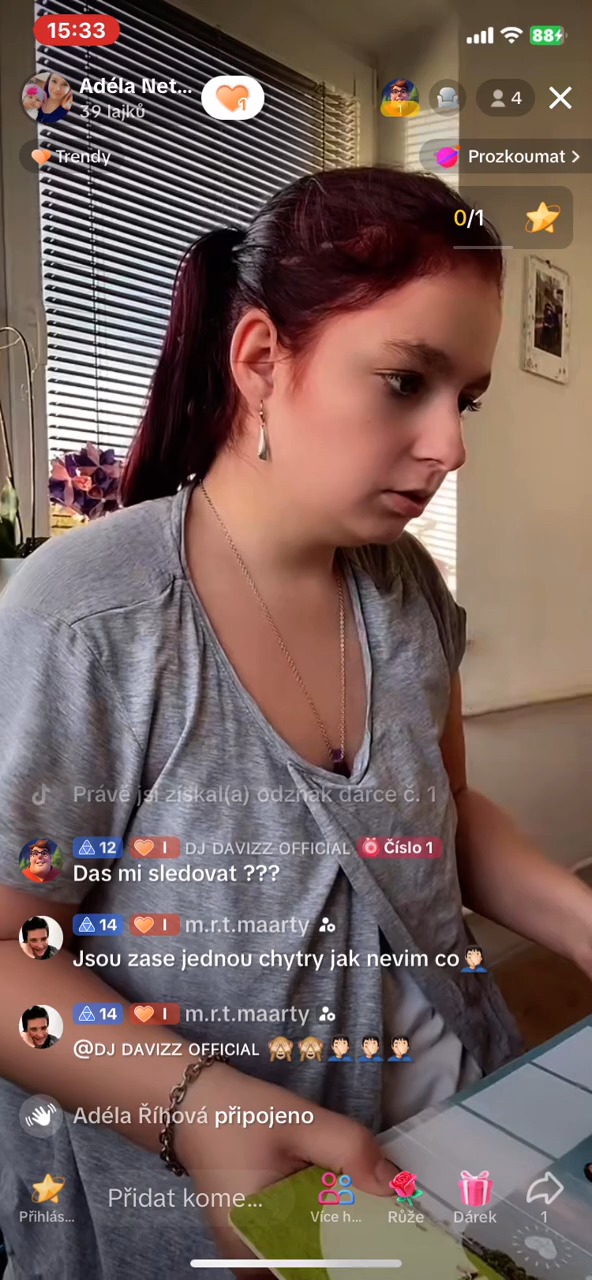 15:33
88
Adéla Net...
39 lajků
1
1
4
Trendy
Prozkoumat
0/1
Právě jsi získal(a) odznak dárce č. 1
12 I DJ DAVIZZ OFFICIAL Číslo 1
Das mi sledovat ???
14 I m.r.t.maarty
Jsou zase jednou chytry jak nevim co🤦🏻‍♂️
14 I m.r.t.maarty
@DJ DAVIZZ OFFICIAL 🙈🙈🤦🏻‍♂️🤦🏻‍♂️🤦🏻‍♂️
Adéla Říhová připojeno
Přihlás...
Přidat kome...
Více h...
Růže
Dárek
1